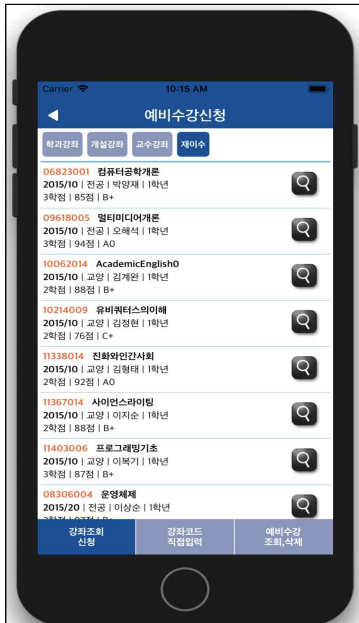 Carrier 10:15 AM
예비수강신청
학과강좌 개설강좌 교수강좌 재이수
06823001 컴퓨터공학개론
2015/10 | 전공 | 박양재 | 1학년
3학점 | 85점 | B+
09618005 멀티미디어개론
2015/10 | 전공 | 오해석 | 1학년
3학점 | 94점 | A0
10062014 AcademicEnglish0
2015/10 | 교양 | 김계완 | 1학년
2학점 | 88점 | B+
10214009 유비쿼터스의이해
2015/10 | 교양 | 김정현 | 1학년
2학점 | 76점 | C+
11338014 진화와인간사회
2015/10 | 교양 | 김형태 | 1학년
2학점 | 92점 | A0
11367014 사이언스라이팅
2015/10 | 교양 | 이지순 | 1학년
2학점 | 88점 | B+
11403006 프로그래밍기초
2015/10 | 교양 | 이복기 | 1학년
3학점 | 87점 | B+
08306004 운영체제
2015/20 | 전공 | 이상순 | 1학년
강좌조회 강좌코드 예비수강
신청 직접입력 조회,삭제